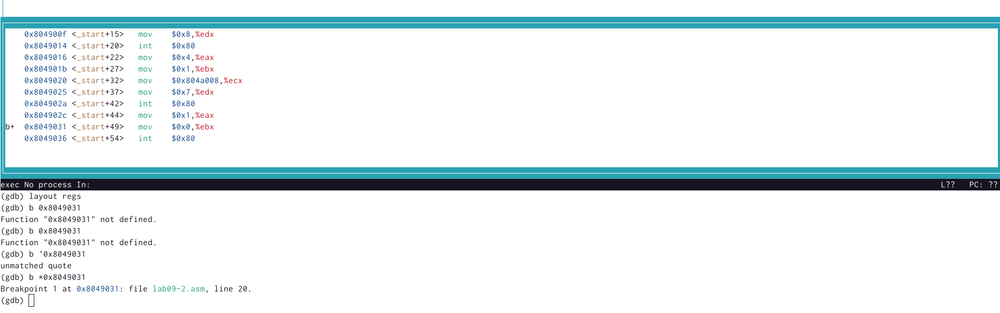 0x804900f <_start+15>   mov    $0x8,%edx
0x8049014 <_start+20>   int    $0x80
0x8049016 <_start+22>   mov    $0x4,%eax
0x804901b <_start+27>   mov    $0x1,%ebx
0x8049020 <_start+32>   mov    $0x804a008,%ecx
0x8049025 <_start+37>   mov    $0x7,%edx
0x804902a <_start+42>   int    $0x80
0x804902c <_start+44>   mov    $0x1,%eax
b+  0x8049031 <_start+49>   mov    $0x0,%ebx
0x8049036 <_start+54>   int    $0x80
exec No process In: L??   PC: ??
(gdb) layout regs
(gdb) b 0x8049031
Function "0x8049031" not defined.
(gdb) b 0x8049031
Function "0x8049031" not defined.
(gdb) b '0x8049031
unmatched quote
(gdb) b *0x8049031
Breakpoint 1 at 0x8049031: file lab09-2.asm, line 20.
(gdb)